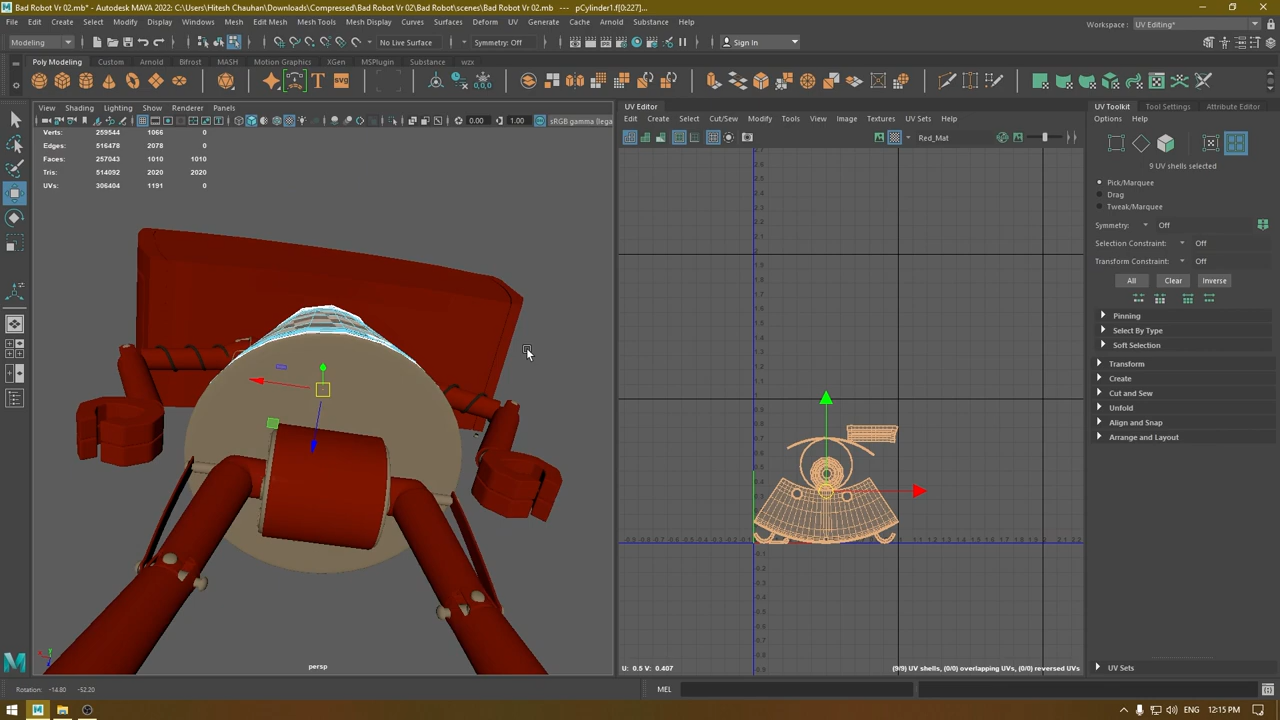 Bad Robot Vr 02.mb* - Autodesk MAYA 2022: C:\Users\Hitesh Chauhan\Downloads\Compressed\Bad Robot Vr 02\Bad Robot\scenes\Bad Robot Vr 02.mb --- pCylinder1.f[0:227]...
File Edit Create Select Modify Display Windows Mesh Edit Mesh Mesh Tools Mesh Display Curves Surfaces Deform UV Generate Cache Arnold Substance Help
Workspace : UV Editing*
Modeling No Live Surface Symmetry: Off Sign In
Poly Modeling Custom Arnold Bifrost MASH Motion Graphics XGen MSPlugin Substance wzx
View Shading Lighting Show Renderer Panels
0.00 1.00 sRGB gamma (lega
Verts: 259544 1066 0
Edges: 516478 2078 0
Faces: 257043 1010 1010
Tris: 514092 2020 2020
UVs: 306404 1191 0
persp
UV Editor
Edit Create Select Cut/Sew Modify Tools View Image Textures UV Sets Help
Red_Mat
U: 0.5 V: 0.407
(9/9) UV shells, (0/0) overlapping UVs, (0/0) reversed UVs
UV Toolkit Tool Settings Attribute Editor
Options Help
9 UV shells selected
Pick/Marquee
Drag
Tweak/Marquee
Symmetry: Off
Selection Constraint: Off
Transform Constraint: Off
All Clear Inverse
Pinning
Select By Type
Soft Selection
Transform
Create
Cut and Sew
Unfold
Align and Snap
Arrange and Layout
UV Sets
Rotation: -14.80 -52.20
MEL
ENG 12:15 PM